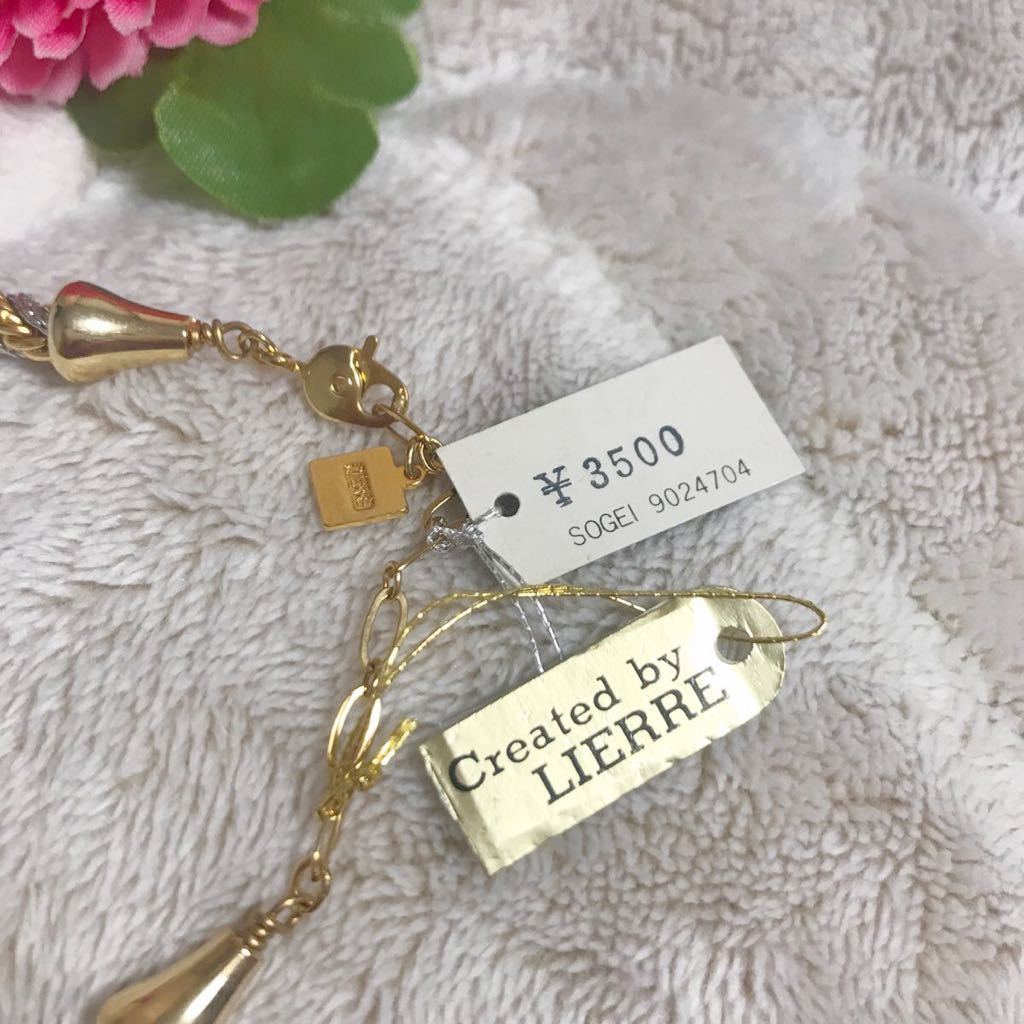 ¥3500
SOGEI 9024704
Created by
LIERRE